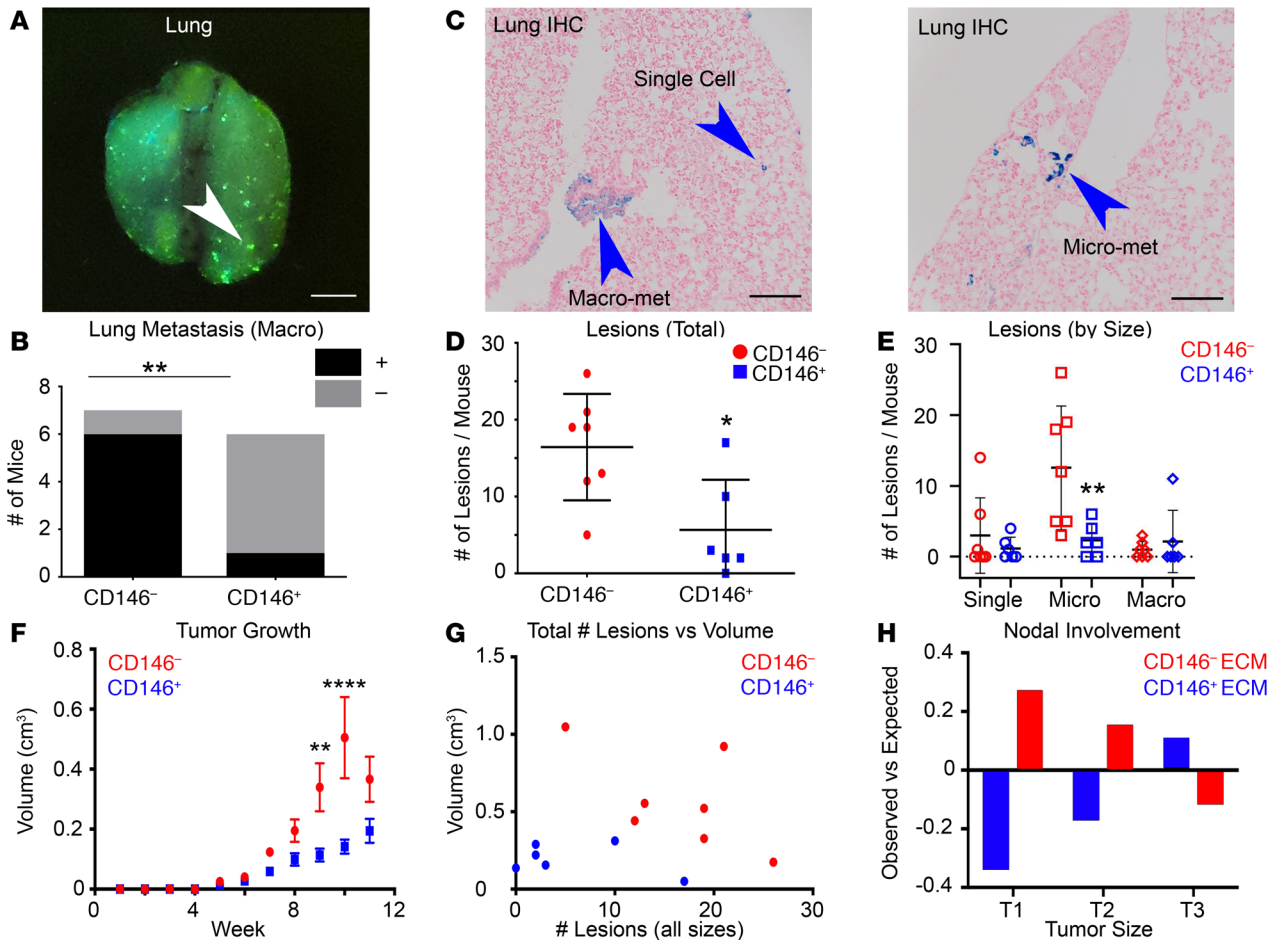 A
Lung
C
Lung IHC
Single Cell
Macro-met
Lung IHC
Micro-met
B
Lung Metastasis (Macro)
+
–
**
# of Mice
8
6
4
2
0
CD146–
CD146+
D
Lesions (Total)
CD146–
CD146+
# of Lesions / Mouse
30
20
10
0
*
CD146–
CD146+
E
Lesions (by Size)
CD146–
CD146+
# of Lesions / Mouse
30
20
10
0
**
Single
Micro
Macro
F
Tumor Growth
CD146–
CD146+
Volume (cm3)
0.8
0.6
0.4
0.2
0
**
****
0
4
8
12
Week
G
Total # Lesions vs Volume
CD146–
CD146+
Volume (cm3)
1.5
1.0
0.5
0
0
10
20
30
# Lesions (all sizes)
H
Nodal Involvement
CD146– ECM
CD146+ ECM
Observed vs Expected
0.4
0.2
0
-0.2
-0.4
T1
T2
T3
Tumor Size